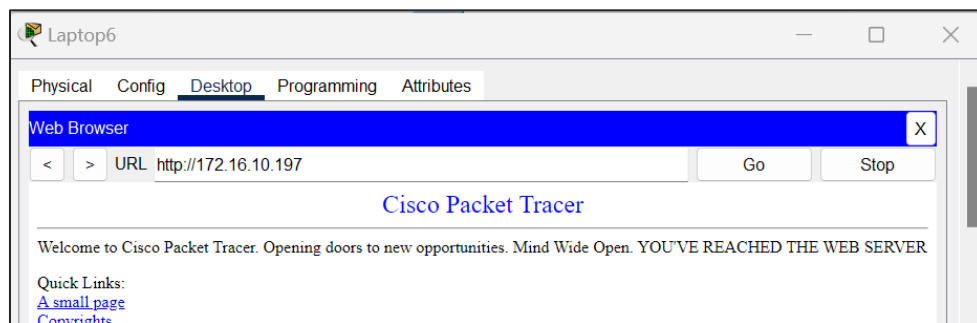 Laptop6
Physical Config Desktop Programming Attributes
Web Browser X
< > URL http://172.16.10.197 Go Stop
Cisco Packet Tracer
Welcome to Cisco Packet Tracer. Opening doors to new opportunities. Mind Wide Open. YOU'VE REACHED THE WEB SERVER
Quick Links:
A small page
Copyrights